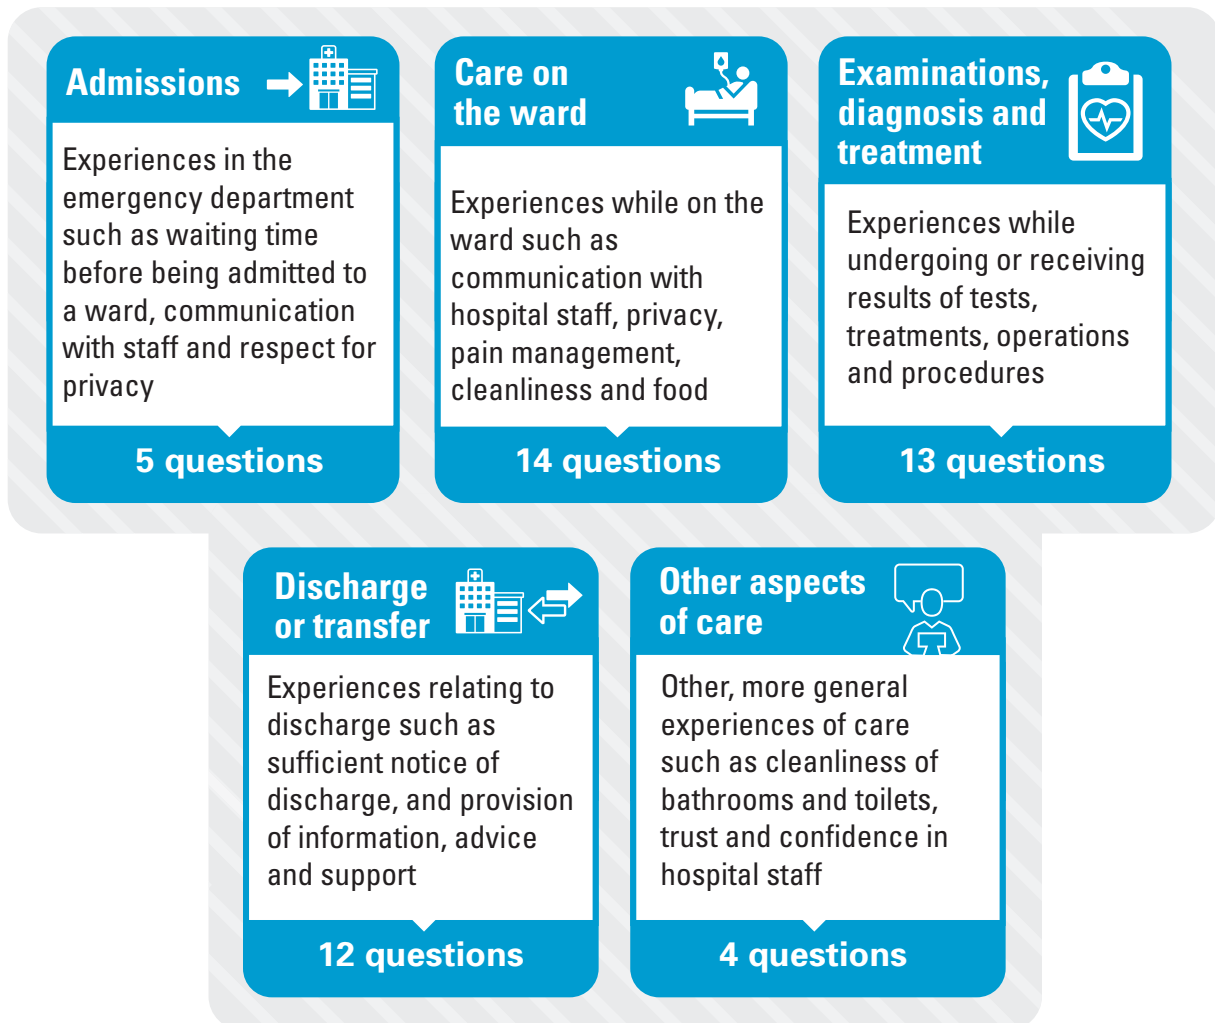 Admissions
Experiences in the
emergency department
such as waiting time
before being admitted to
a ward, communication
with staff and respect for
privacy
5 questions
Care on
the ward
Experiences while on the
ward such as
communication with
hospital staff, privacy,
pain management,
cleanliness and food
14 questions
Examinations,
diagnosis and
treatment
Experiences while
undergoing or receiving
results of tests,
treatments, operations
and procedures
13 questions
Discharge
or transfer
Experiences relating to
discharge such as
sufficient notice of
discharge, and provision
of information, advice
and support
12 questions
Other aspects
of care
Other, more general
experiences of care
such as cleanliness of
bathrooms and toilets,
trust and confidence in
hospital staff
4 questions